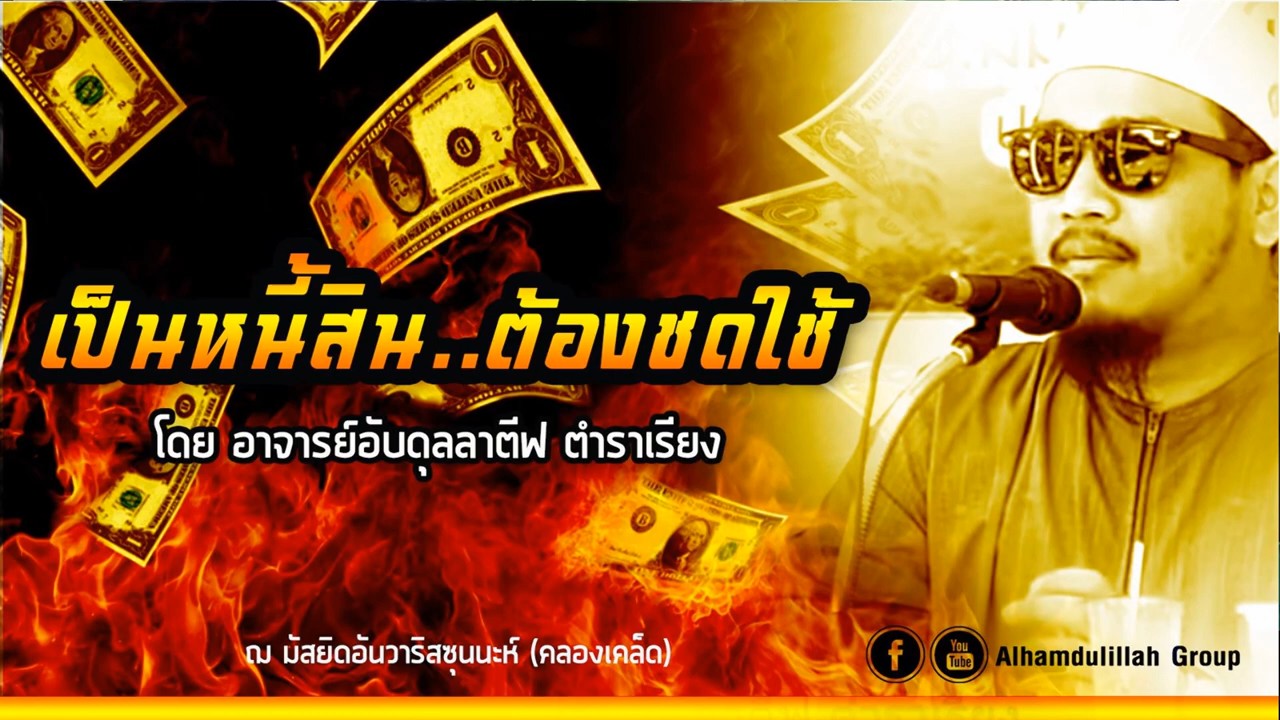 เป็นหนี้สิน..ต้องชดใช้
โดย อาจารย์อับดุลลาตีฟ ตำราเรียง
ณ มัสยิดอันวาริสซุนนะห์ (คลองเคล็ด)
f You Tube Alhamdulillah Group